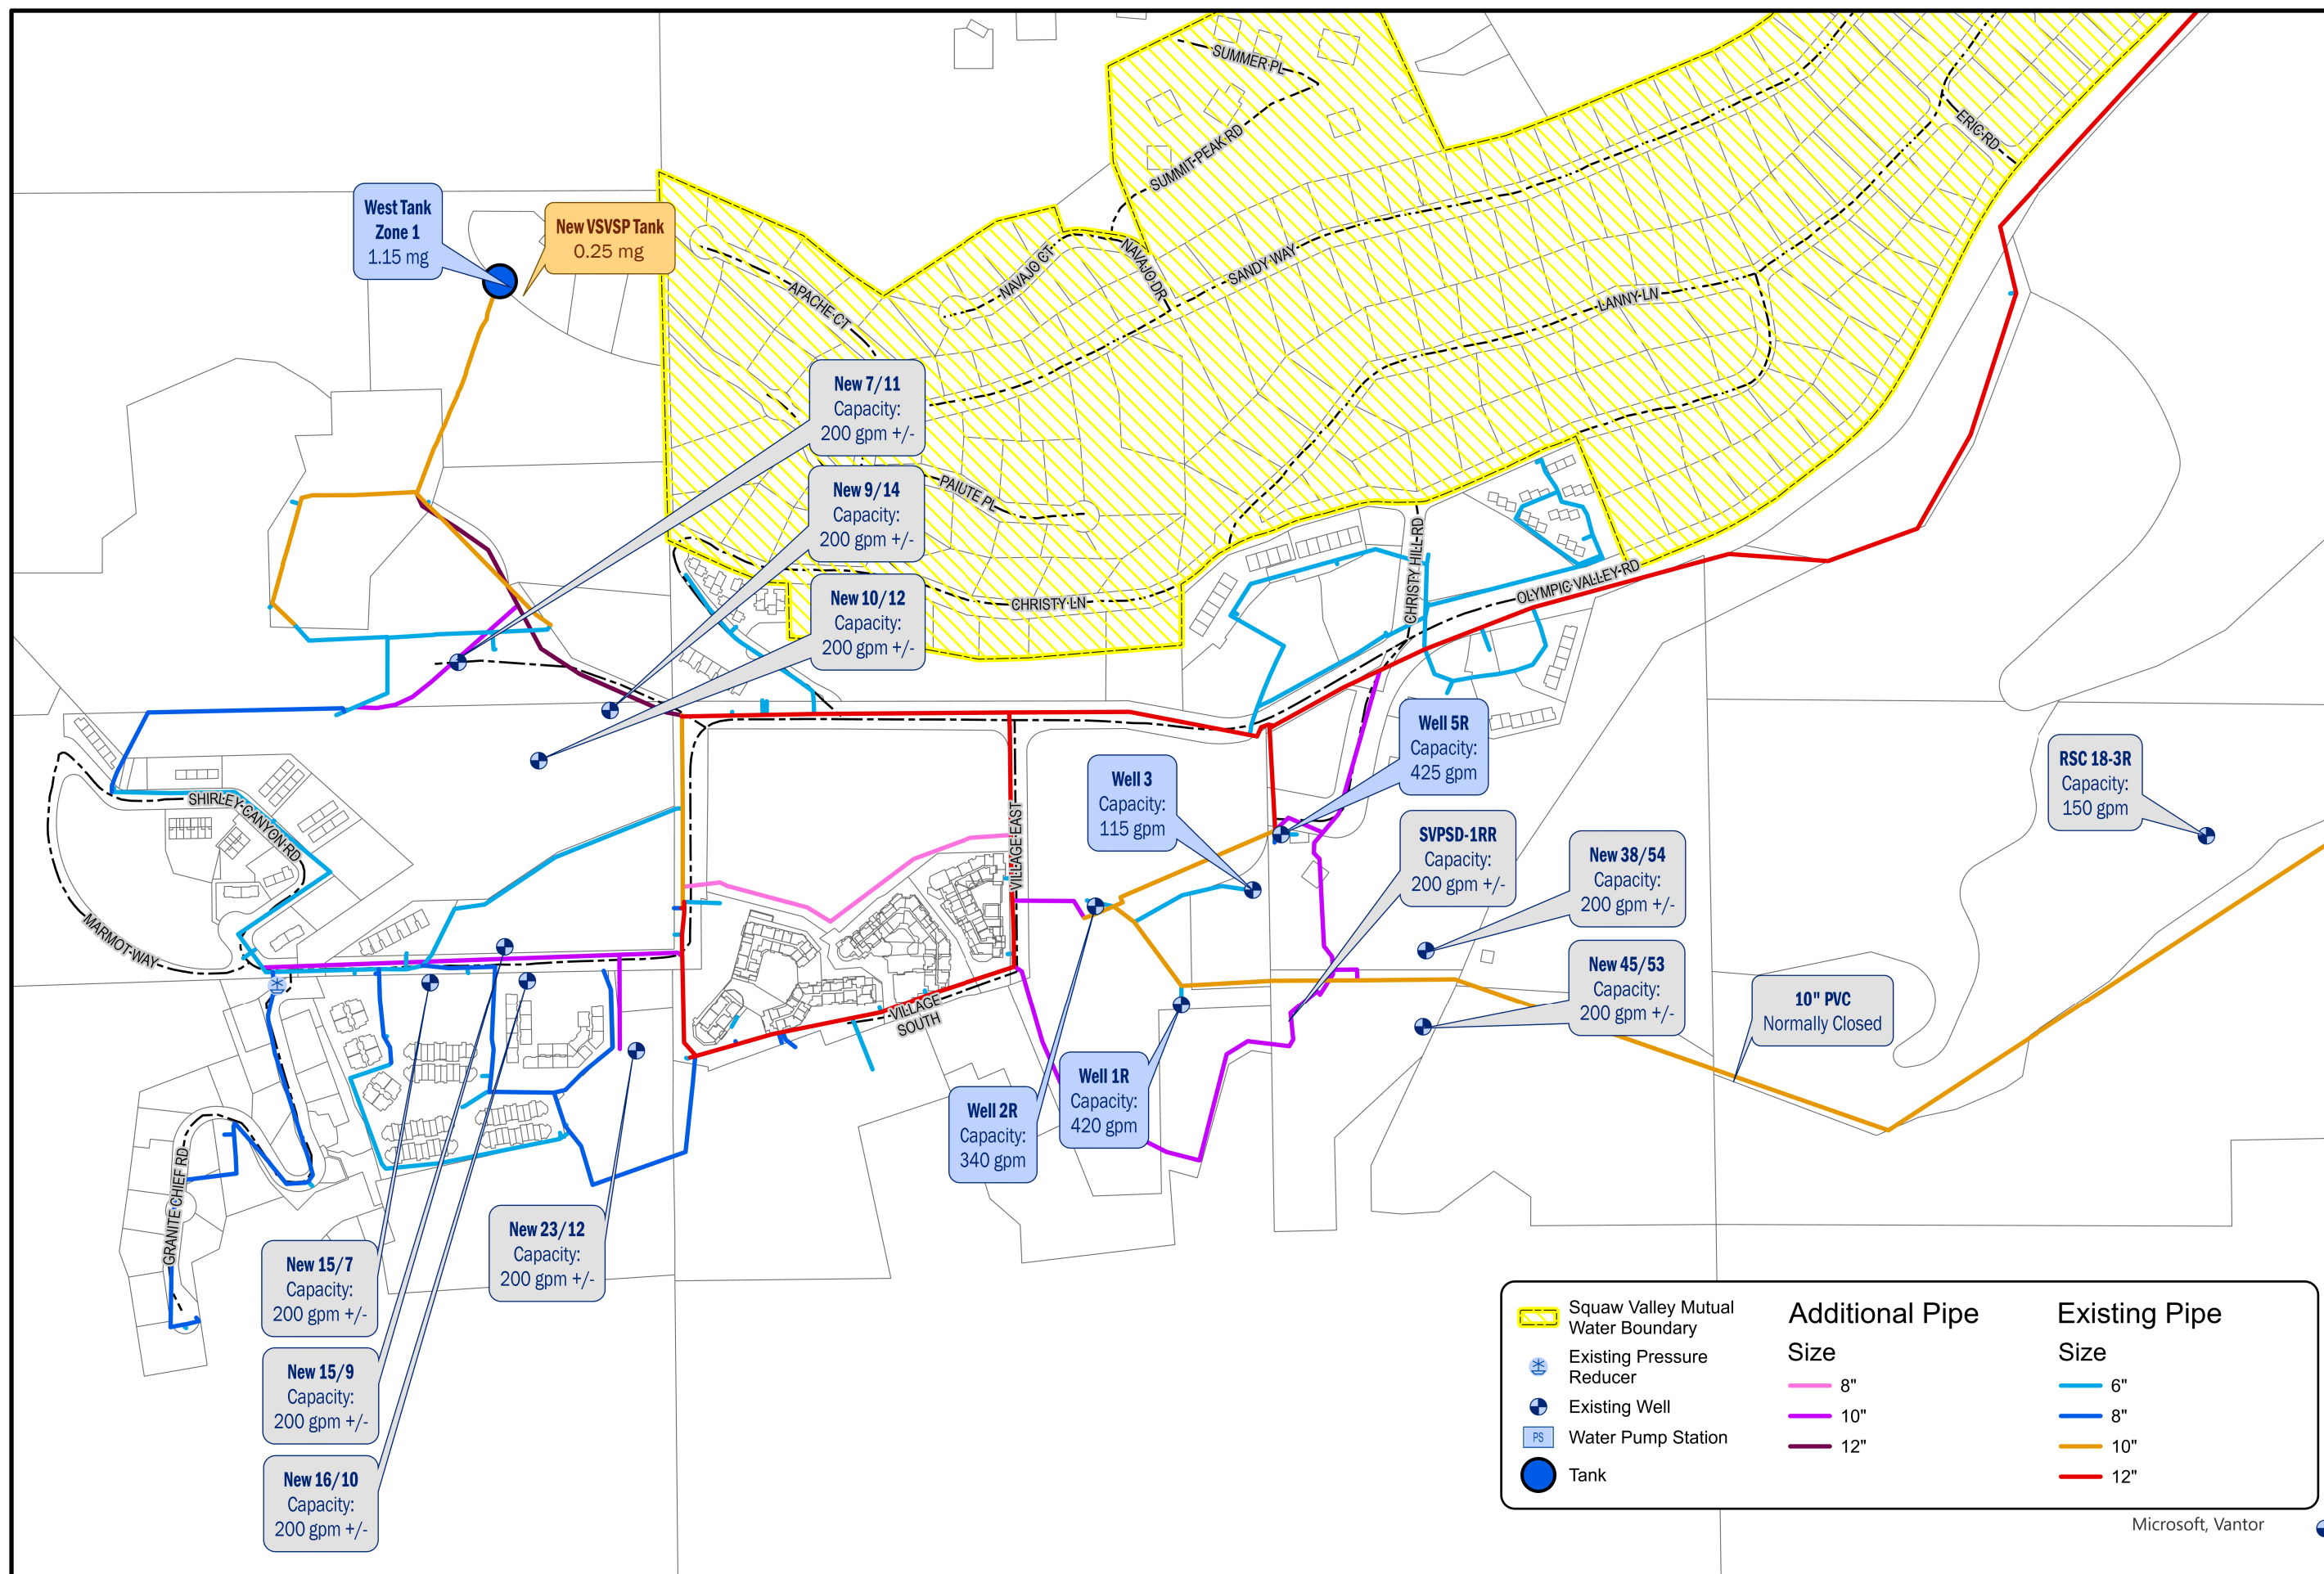 SUMMER PL
SUMMIT PEAK RD
ERIC RD
West Tank
Zone 1
1.15 mg
New VSVSP Tank
0.25 mg
NAVAJO CT
NAVAJO DR
SANDY WAY
APACHE CT
LANNY LN
New 7/11
Capacity:
200 gpm +/-
New 9/14
Capacity:
200 gpm +/-
PAIUTE PL
CHRISTY HILL RD
New 10/12
Capacity:
200 gpm +/-
CHRISTY LN
OLYMPIC VALLEY RD
Well 5R
Capacity:
425 gpm
Well 3
Capacity:
115 gpm
RSC 18-3R
Capacity:
150 gpm
SHIRLEY CANYON RD
VILLAGE EAST
SVPSD-1RR
Capacity:
200 gpm +/-
New 38/54
Capacity:
200 gpm +/-
MARMOT WAY
New 45/53
Capacity:
200 gpm +/-
10" PVC
Normally Closed
VILLAGE
SOUTH
Well 1R
Capacity:
420 gpm
Well 2R
Capacity:
340 gpm
GRANITE CHIEF RD
New 23/12
Capacity:
200 gpm +/-
New 15/7
Capacity:
200 gpm +/-
New 15/9
Capacity:
200 gpm +/-
New 16/10
Capacity:
200 gpm +/-
Squaw Valley Mutual
Water Boundary
Existing Pressure
Reducer
Existing Well
PS
Water Pump Station
Tank
Additional Pipe
Size
8"
10"
12"
Existing Pipe
Size
6"
8"
10"
12"
Microsoft, Vantor